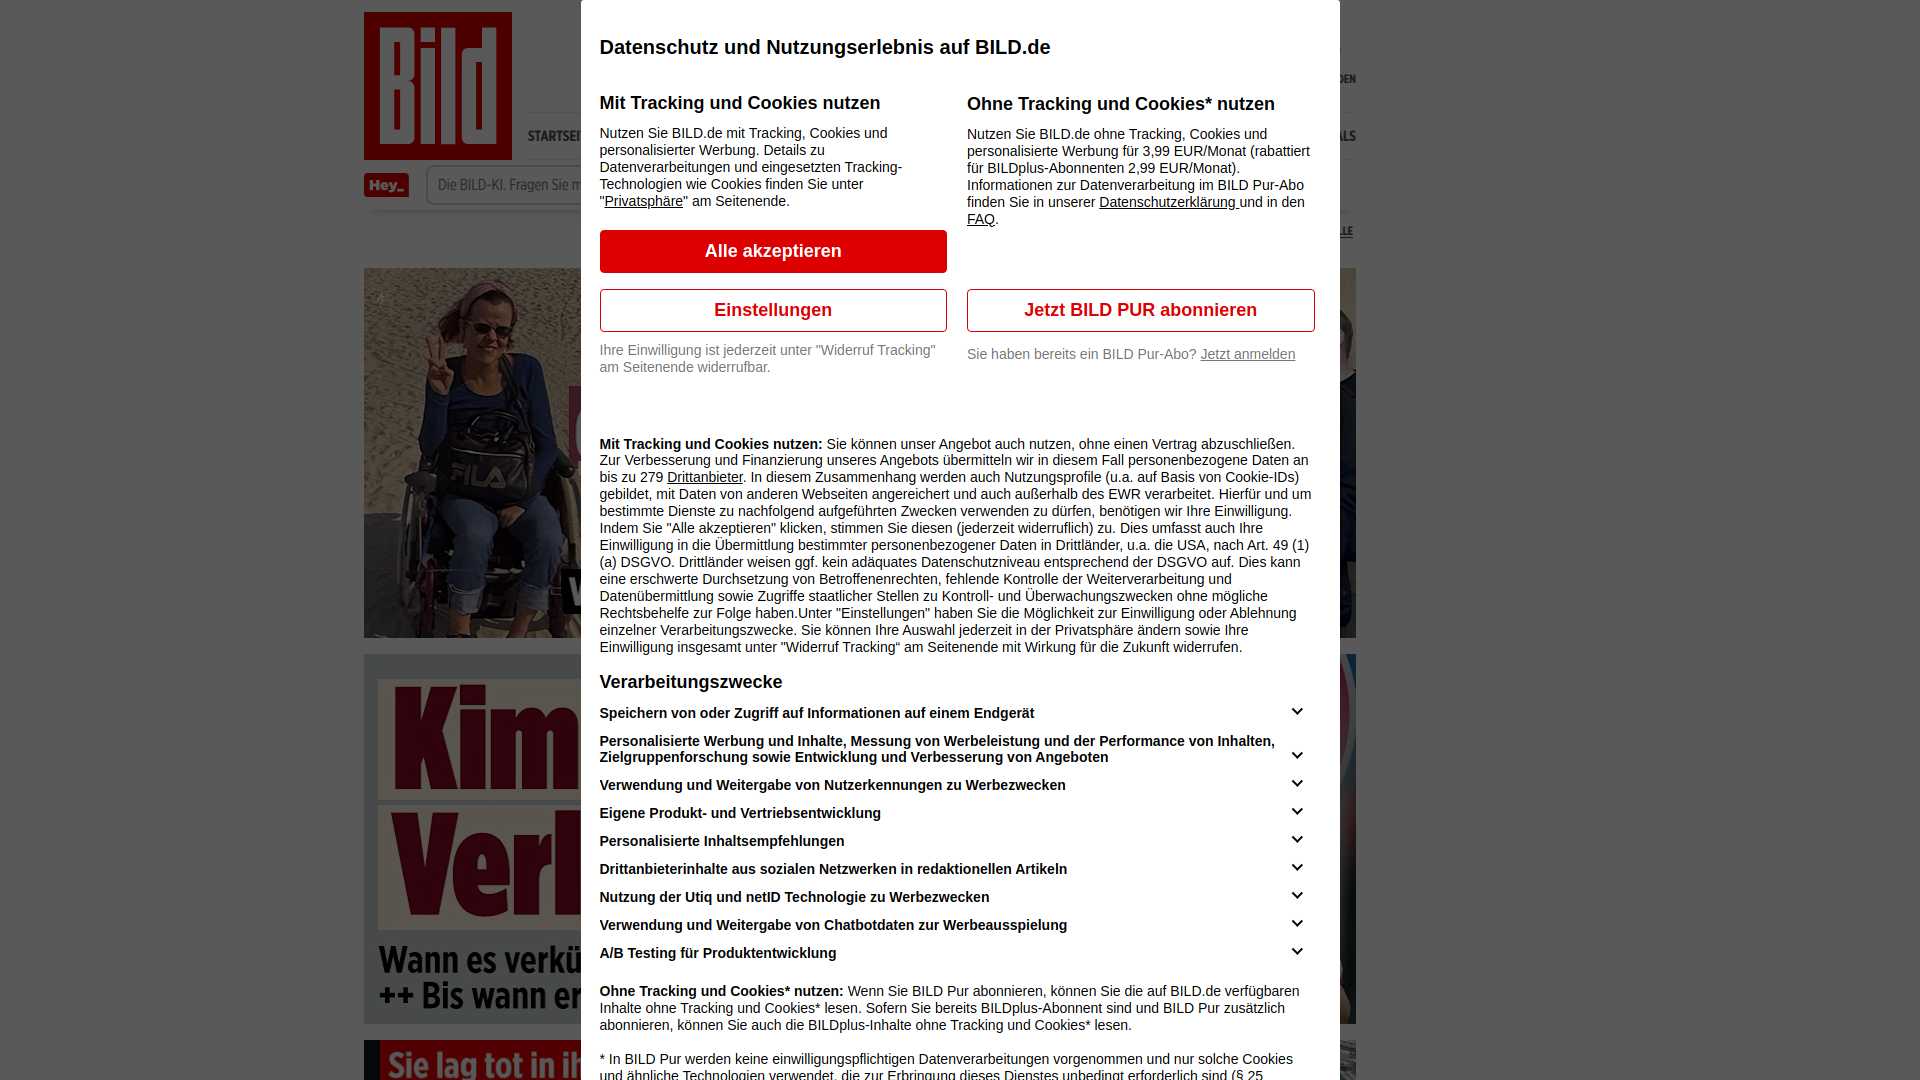 Bild
Datenschutz und Nutzungserlebnis auf BILD.de
Mit Tracking und Cookies nutzen
Nutzen Sie BILD.de mit Tracking, Cookies und
personalisierter Werbung. Details zu
Datenverarbeitungen und eingesetzten Tracking-
Technologien wie Cookies finden Sie unter
"Privatsphäre" am Seitenende.
Alle akzeptieren
Einstellungen
Ihre Einwilligung ist jederzeit unter "Widerruf Tracking"
am Seitenende widerrufbar.
Ohne Tracking und Cookies* nutzen
Nutzen Sie BILD.de ohne Tracking, Cookies und
personalisierte Werbung für 3,99 EUR/Monat (rabattiert
für BILDplus-Abonnenten 2,99 EUR/Monat).
Informationen zur Datenverarbeitung im BILD Pur-Abo
finden Sie in unserer Datenschutzerklärung und in den
FAQ.
Jetzt BILD PUR abonnieren
Sie haben bereits ein BILD Pur-Abo? Jetzt anmelden
Mit Tracking und Cookies nutzen: Sie können unser Angebot auch nutzen, ohne einen Vertrag abzuschließen.
Zur Verbesserung und Finanzierung unseres Angebots übermitteln wir in diesem Fall personenbezogene Daten an
bis zu 279 Drittanbieter. In diesem Zusammenhang werden auch Nutzungsprofile (u.a. auf Basis von Cookie-IDs)
gebildet, mit Daten von anderen Webseiten angereichert und auch außerhalb des EWR verarbeitet. Hierfür und um
bestimmte Dienste zu nachfolgend aufgeführten Zwecken verwenden zu dürfen, benötigen wir Ihre Einwilligung.
Indem Sie "Alle akzeptieren" klicken, stimmen Sie diesen (jederzeit widerruflich) zu. Dies umfasst auch Ihre
Einwilligung in die Übermittlung bestimmter personenbezogener Daten in Drittländer, u.a. die USA, nach Art. 49 (1)
(a) DSGVO. Drittländer weisen ggf. kein adäquates Datenschutzniveau entsprechend der DSGVO auf. Dies kann
eine erschwerte Durchsetzung von Betroffenenrechten, fehlende Kontrolle der Weiterverarbeitung und
Datenübermittlung sowie Zugriffe staatlicher Stellen zu Kontroll- und Überwachungszwecken ohne mögliche
Rechtsbehelfe zur Folge haben.Unter "Einstellungen" haben Sie die Möglichkeit zur Einwilligung oder Ablehnung
einzelner Verarbeitungszwecke. Sie können Ihre Auswahl jederzeit in der Privatsphäre ändern sowie Ihre
Einwilligung insgesamt unter "Widerruf Tracking“ am Seitenende mit Wirkung für die Zukunft widerrufen.
Verarbeitungszwecke
Speichern von oder Zugriff auf Informationen auf einem Endgerät
Personalisierte Werbung und Inhalte, Messung von Werbeleistung und der Performance von Inhalten,
Zielgruppenforschung sowie Entwicklung und Verbesserung von Angeboten
Verwendung und Weitergabe von Nutzerkennungen zu Werbezwecken
Eigene Produkt- und Vertriebsentwicklung
Personalisierte Inhaltsempfehlungen
Drittanbieterinhalte aus sozialen Netzwerken in redaktionellen Artikeln
Nutzung der Utiq und netID Technologie zu Werbezwecken
Verwendung und Weitergabe von Chatbotdaten zur Werbeausspielung
A/B Testing für Produktentwicklung
Ohne Tracking und Cookies* nutzen: Wenn Sie BILD Pur abonnieren, können Sie die auf BILD.de verfügbaren
Inhalte ohne Tracking und Cookies* lesen. Sofern Sie bereits BILDplus-Abonnent sind und BILD Pur zusätzlich
abonnieren, können Sie auch die BILDplus-Inhalte ohne Tracking und Cookies* lesen.
* In BILD Pur werden keine einwilligungspflichtigen Datenverarbeitungen vorgenommen und nur solche Cookies
und ähnliche Technologien verwendet, die zur Erbringung dieses Dienstes unbedingt erforderlich sind (§ 25
STARTSEI
Hey_
Die BILD-KI. Fragen Sie m
FILA
Kim
Verl
Wann es verkü
++ Bis wann er
Sie lag tot in ih
DEN
ALS
LLE